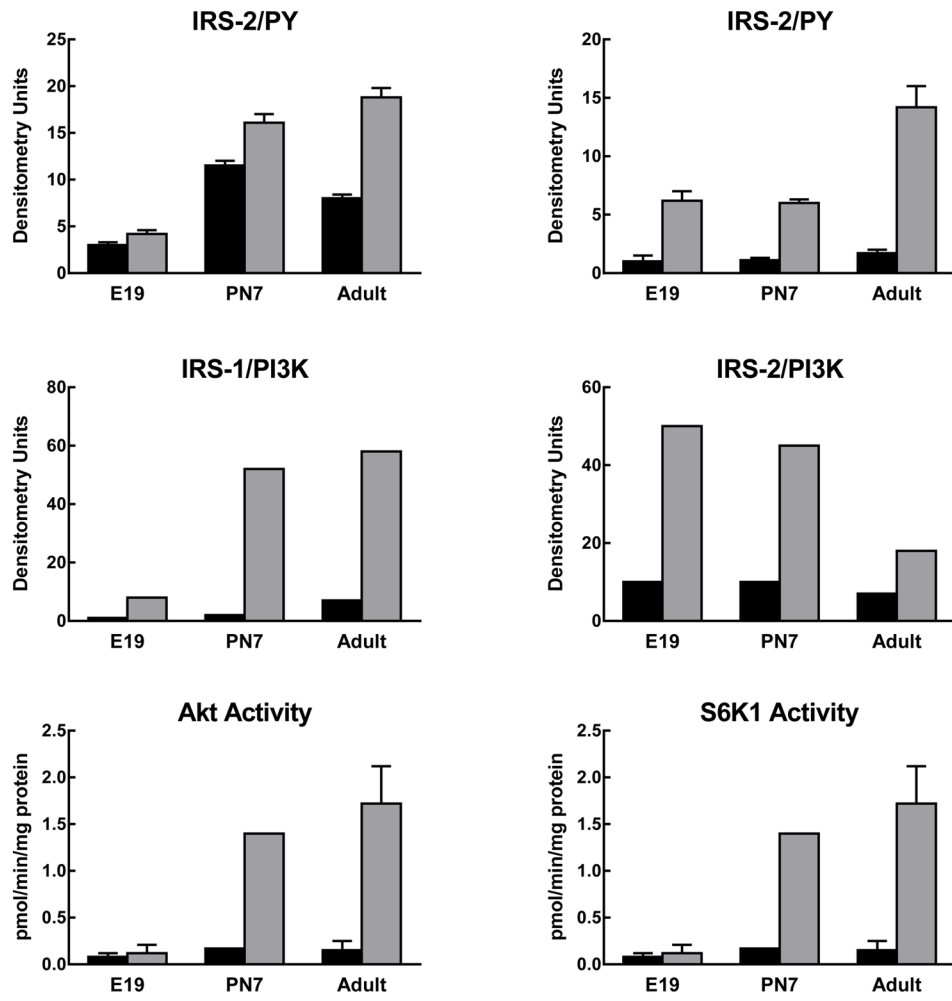 IRS-2/PY
25
20
15
10
5
0
Densitometry Units
E19 PN7 Adult
IRS-2/PY
20
15
10
5
0
Densitometry Units
E19 PN7 Adult
IRS-1/PI3K
80
60
40
20
0
Densitometry Units
E19 PN7 Adult
IRS-2/PI3K
60
40
20
0
Densitometry Units
E19 PN7 Adult
Akt Activity
2.5
2.0
1.5
1.0
0.5
0.0
pmol/min/mg protein
E19 PN7 Adult
S6K1 Activity
2.5
2.0
1.5
1.0
0.5
0.0
pmol/min/mg protein
E19 PN7 Adult